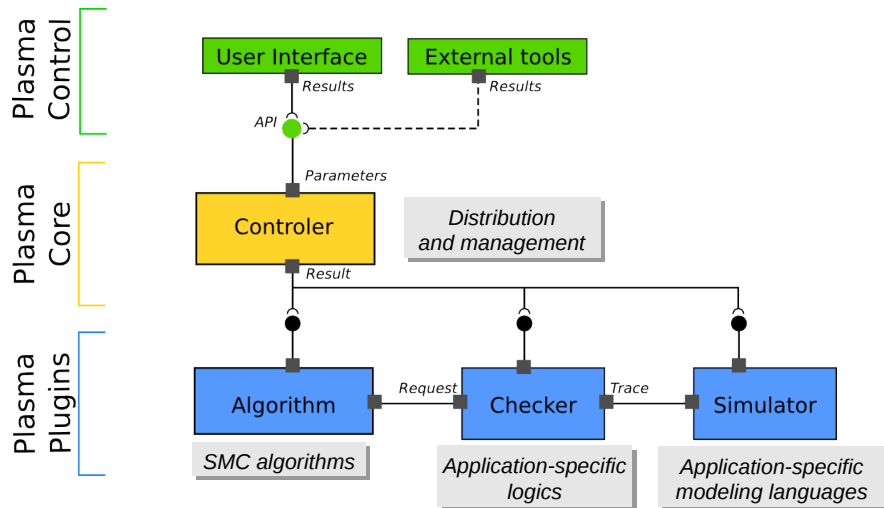 Plasma
Control
User Interface
External tools
Results
Results
API
Parameters
Plasma
Core
Controler
Distribution
and management
Result
Plasma
Plugins
Algorithm
Request
Checker
Trace
Simulator
SMC algorithms
Application-specific
logics
Application-specific
modeling languages